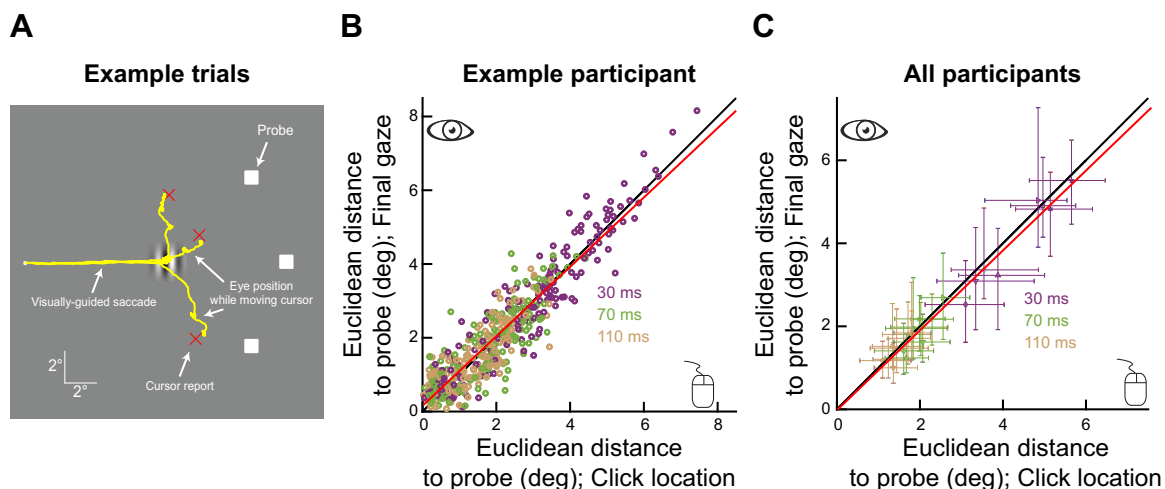 A
Example trials
Probe
Visually-guided saccade
Eye position
while moving cursor
Cursor report
2°
2°
B
Example participant
Euclidean distance
to probe (deg); Final gaze
8
6
4
2
0
30 ms
70 ms
110 ms
0 2 4 6 8
Euclidean distance
to probe (deg); Click location
C
All participants
Euclidean distance
to probe (deg); Final gaze
6
4
2
0
30 ms
70 ms
110 ms
0 2 4 6
Euclidean distance
to probe (deg); Click location